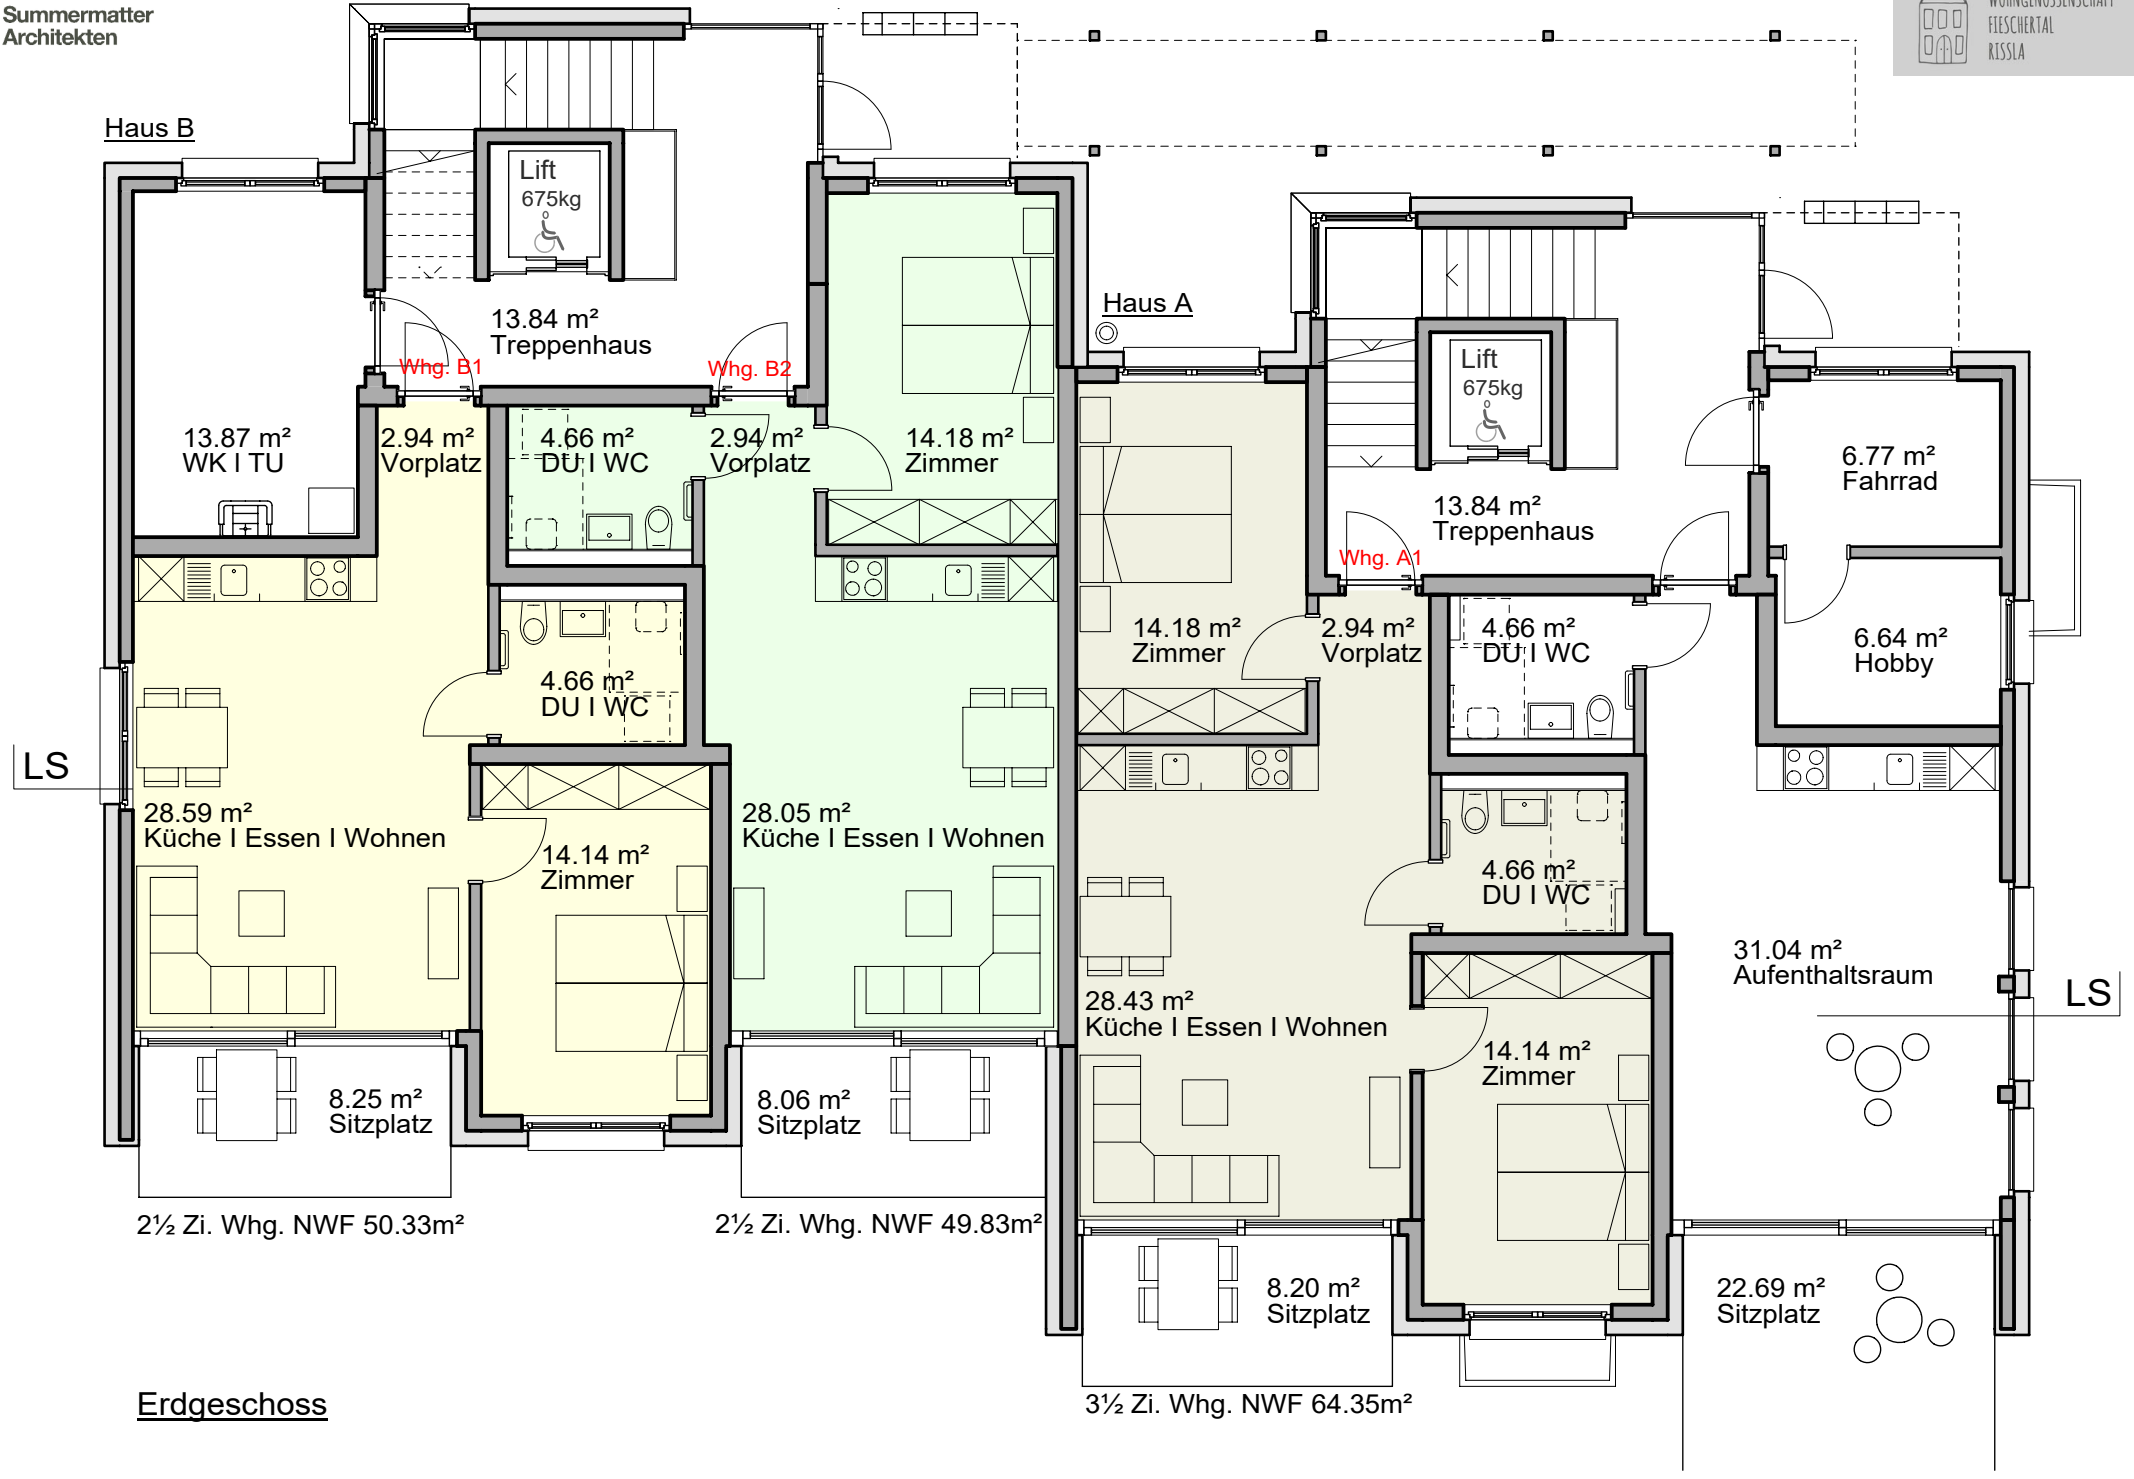 Summermatter
Architekten
WOHNGENOSSENSCHAFT
FIESCHERTAL
RISSLA
Haus B
Lift
675kg
13.84 m²
Treppenhaus
Whg. B1
Whg. B2
13.87 m²
WK I TU
2.94 m²
Vorplatz
4.66 m²
DU I WC
2.94 m²
Vorplatz
14.18 m²
Zimmer
4.66 m²
DU I WC
LS
28.59 m²
Küche I Essen I Wohnen
28.05 m²
Küche I Essen I Wohnen
14.14 m²
Zimmer
8.25 m²
Sitzplatz
8.06 m²
Sitzplatz
2½ Zi. Whg. NWF 50.33m²
2½ Zi. Whg. NWF 49.83m²
Haus A
Lift
675kg
13.84 m²
Treppenhaus
Whg. A1
6.77 m²
Fahrrad
14.18 m²
Zimmer
2.94 m²
Vorplatz
4.66 m²
DU I WC
6.64 m²
Hobby
4.66 m²
DU I WC
31.04 m²
Aufenthaltsraum
LS
28.43 m²
Küche I Essen I Wohnen
14.14 m²
Zimmer
8.20 m²
Sitzplatz
22.69 m²
Sitzplatz
3½ Zi. Whg. NWF 64.35m²
Erdgeschoss